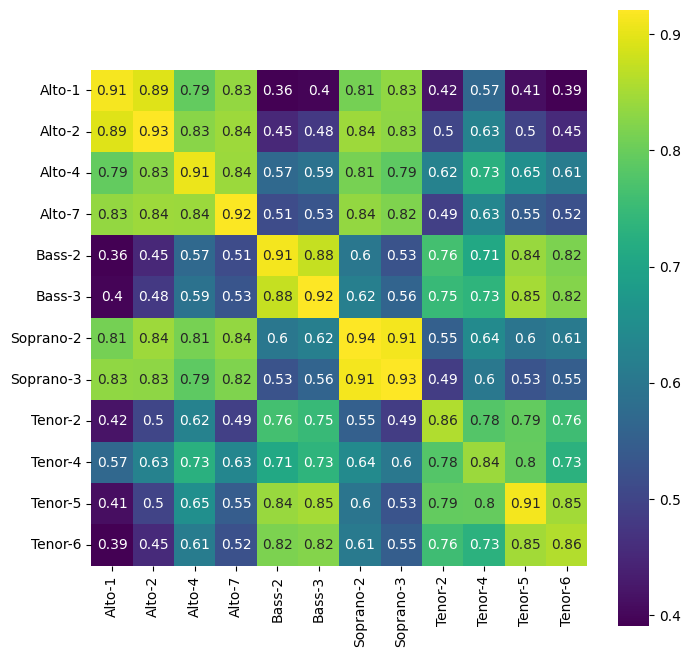 0.9
Alto-1 0.91 0.89 0.79 0.83 0.36 0.4 0.81 0.83 0.42 0.57 0.41 0.39
Alto-2 0.89 0.93 0.83 0.84 0.45 0.48 0.84 0.83 0.5 0.63 0.5 0.45
0.8
Alto-4 0.79 0.83 0.91 0.84 0.57 0.59 0.81 0.79 0.62 0.73 0.65 0.61
Alto-7 0.83 0.84 0.84 0.92 0.51 0.53 0.84 0.82 0.49 0.63 0.55 0.52
0.7
Bass-2 0.36 0.45 0.57 0.51 0.91 0.88 0.6 0.53 0.76 0.71 0.84 0.82
Bass-3 0.4 0.48 0.59 0.53 0.88 0.92 0.62 0.56 0.75 0.73 0.85 0.82
Soprano-2 0.81 0.84 0.81 0.84 0.6 0.62 0.94 0.91 0.55 0.64 0.6 0.61
0.6
Soprano-3 0.83 0.83 0.79 0.82 0.53 0.56 0.91 0.93 0.49 0.6 0.53 0.55
Tenor-2 0.42 0.5 0.62 0.49 0.76 0.75 0.55 0.49 0.86 0.78 0.79 0.76
Tenor-4 0.57 0.63 0.73 0.63 0.71 0.73 0.64 0.6 0.78 0.84 0.8 0.73
0.5
Tenor-5 0.41 0.5 0.65 0.55 0.84 0.85 0.6 0.53 0.79 0.8 0.91 0.85
Tenor-6 0.39 0.45 0.61 0.52 0.82 0.82 0.61 0.55 0.76 0.73 0.85 0.86
0.4
Alto-1 Alto-2 Alto-4 Alto-7 Bass-2 Bass-3 Soprano-2 Soprano-3 Tenor-2 Tenor-4 Tenor-5 Tenor-6